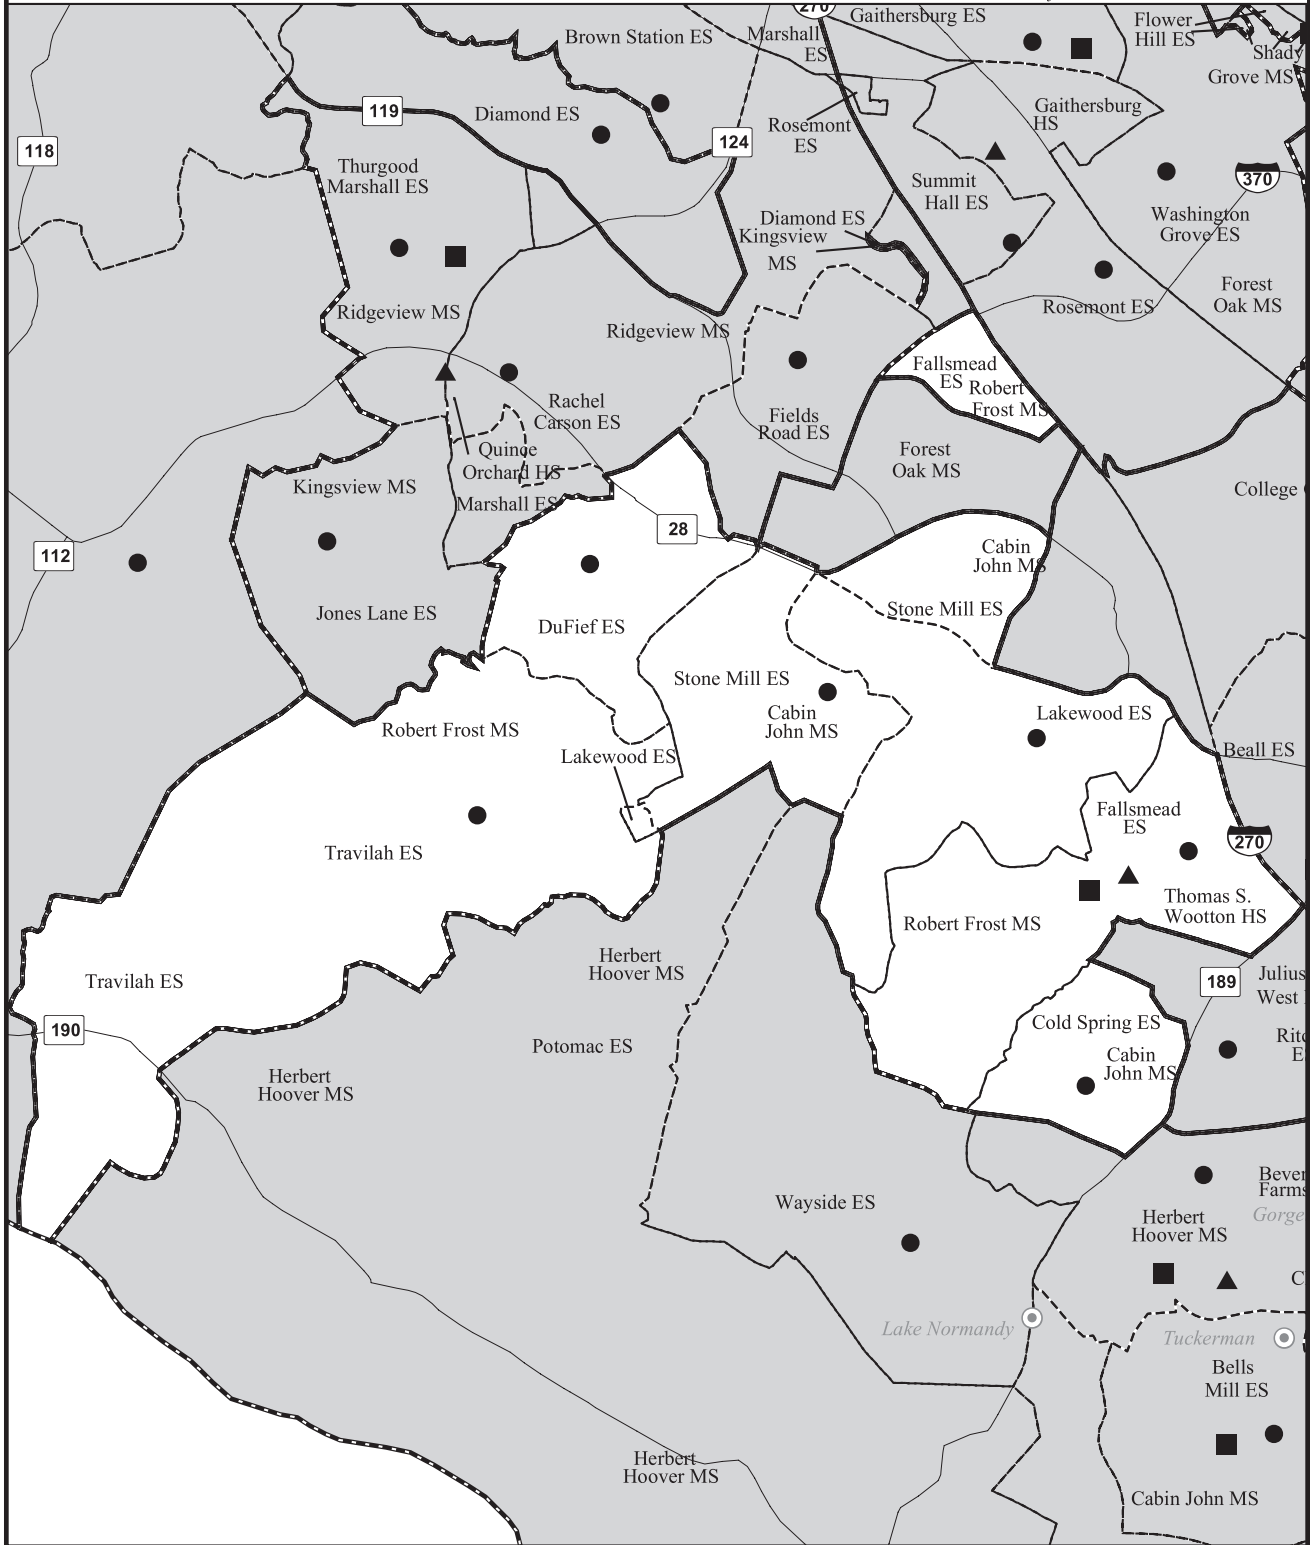 270
Gaithersburg ES
Flower
Hill ES
Brown Station ES
Marshall
ES
Shady
Grove MS
119
Diamond ES
Gaithersburg
HS
Rosemont
ES
124
118
Thurgood
Marshall ES
370
Summit
Hall ES
Washington
Grove ES
Diamond ES
Kingsview
MS
Forest
Oak MS
Ridgeview MS
Rosemont ES
Ridgeview MS
Fallsmead
ES
Robert
Frost MS
Rachel
Carson ES
Fields
Road ES
Quince
Orchard HS
Forest
Oak MS
Kingsview MS
Marshall ES
College
28
112
Cabin
John MS
Jones Lane ES
DuFief ES
Stone Mill ES
Stone Mill ES
Robert Frost MS
Cabin
John MS
Lakewood ES
Lakewood ES
Beall ES
Fallsmead
ES
270
Travilah ES
Thomas S.
Wootton HS
Robert Frost MS
Herbert
Hoover MS
Travilah ES
189
Julius
West
190
Cold Spring ES
Potomac ES
Cabin
John MS
Herbert
Hoover MS
Wayside ES
Farms
Herbert
Hoover MS
Lake Normandy
Tuckerman
Bells
Mill ES
Herbert
Hoover MS
Cabin John MS